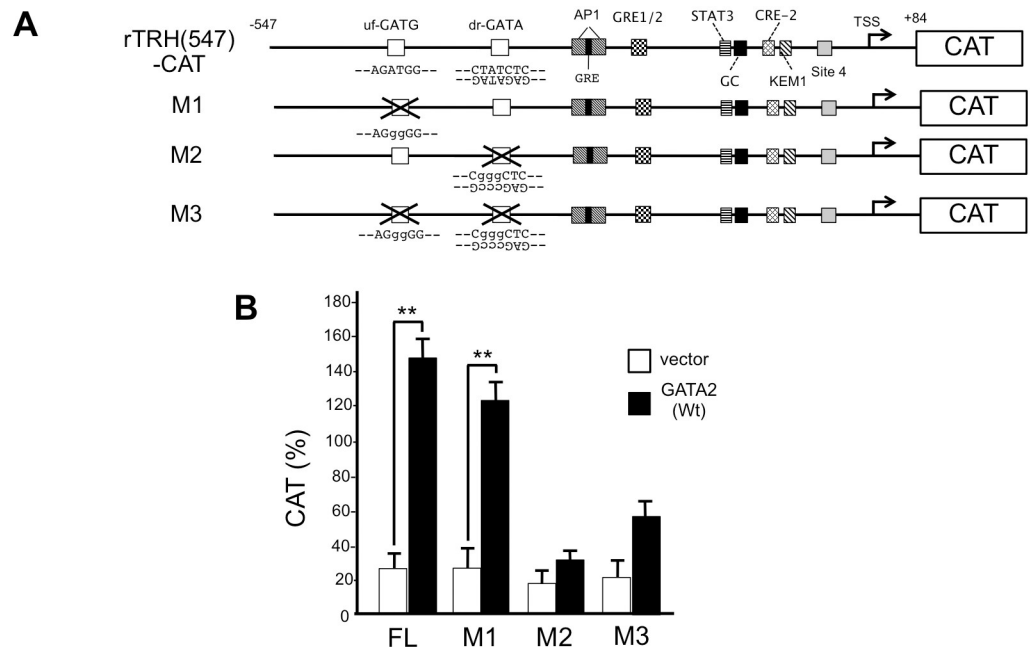 A
-547
uf-GATG
dr-GATA
AP1
GRE1/2
STAT3
CRE-2
TSS
+84
rTRH(547)
-CAT
CAT
--AGATGG--
--CTATCTC--
--GATAGAG--
GRE
GC
KEM1
Site 4
M1
CAT
--AGggGG--
M2
CAT
--CgggCTC--
--GcccGAG--
M3
CAT
--AGggGG--
--CgggCTC--
--GcccGAG--
B
180
160
140
120
100
80
60
40
20
0
CAT (%)
**
**
vector
GATA2
(Wt)
FL
M1
M2
M3